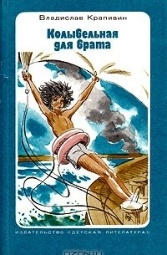 Владислав Крапивин
Колыбельная
для брата
ИЗДАТЕЛЬСТВО «ДЕТСКАЯ ЛИТЕРАТУРА»